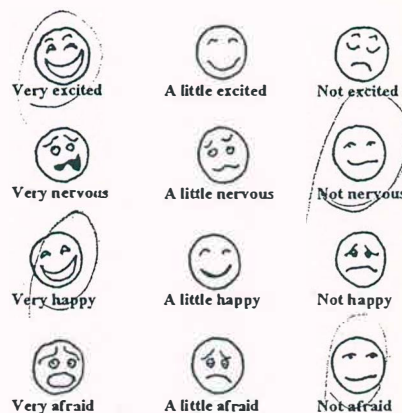 Very excited A little excited Not excited
Very nervous A little nervous Not nervous
Very happy A little happy Not happy
Very afraid A little afraid Not afraid